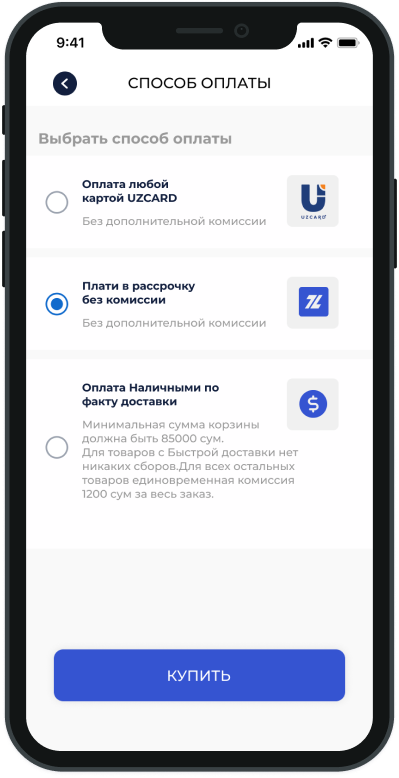 9:41
СПОСОБ ОПЛАТЫ
Выбрать способ оплаты
Оплата любой
картой UZCARD
Без дополнительной комиссии
UZCARD
Плати в рассрочку
без комиссии
Без дополнительной комиссии
Оплата Наличными по
факту доставки
$
Минимальная сумма корзины
должна быть 85000 сум.
Для товаров с Быстрой доставки нет
никаких сборов.Для всех остальных
товаров единовременная комиссия
1200 сум за весь заказ.
КУПИТЬ